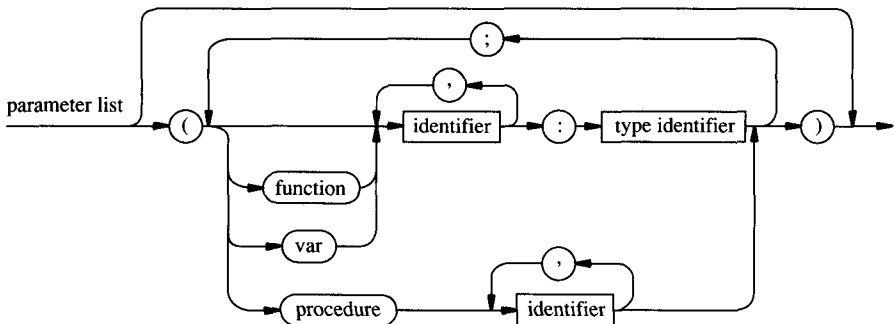 ;
,
parameter list
( identifier : type identifier )
function
var
,
procedure identifier